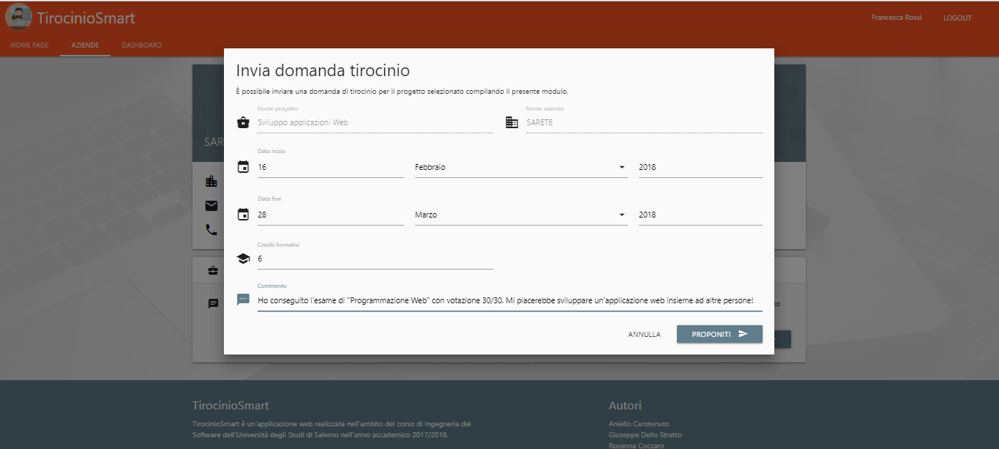 TirocinioSmart
Francesca Rossi
LOGOUT
HOME PAGE
AZIENDE
DASHBOARD
Invia domanda tirocinio
È possibile inviare una domanda di tirocinio per il progetto selezionato compilando il presente modulo.
Nome progetto
Nome azienda
Sviluppo applicazioni Web
SARETE
SAR
Data inizio
16
Febbraio
2018
Data fine
28
Marzo
2018
Crediti formativi
6
Commento
Ho conseguito l'esame di "Programmazione Web" con votazione 30/30. Mi piacerebbe sviluppare un'applicazione web insieme ad altre persone!
ANNULLA
PROPONITI
TirocinioSmart
TirocinioSmart è un'applicazione web realizzata nell'ambito del corso di Ingegneria del
Software dell'Università degli Studi di Salerno nell'anno accademico 2017/2018.
Autori
Aniello Carotenuto
Giuseppe Dello Stretto
Rosanna Coccaro